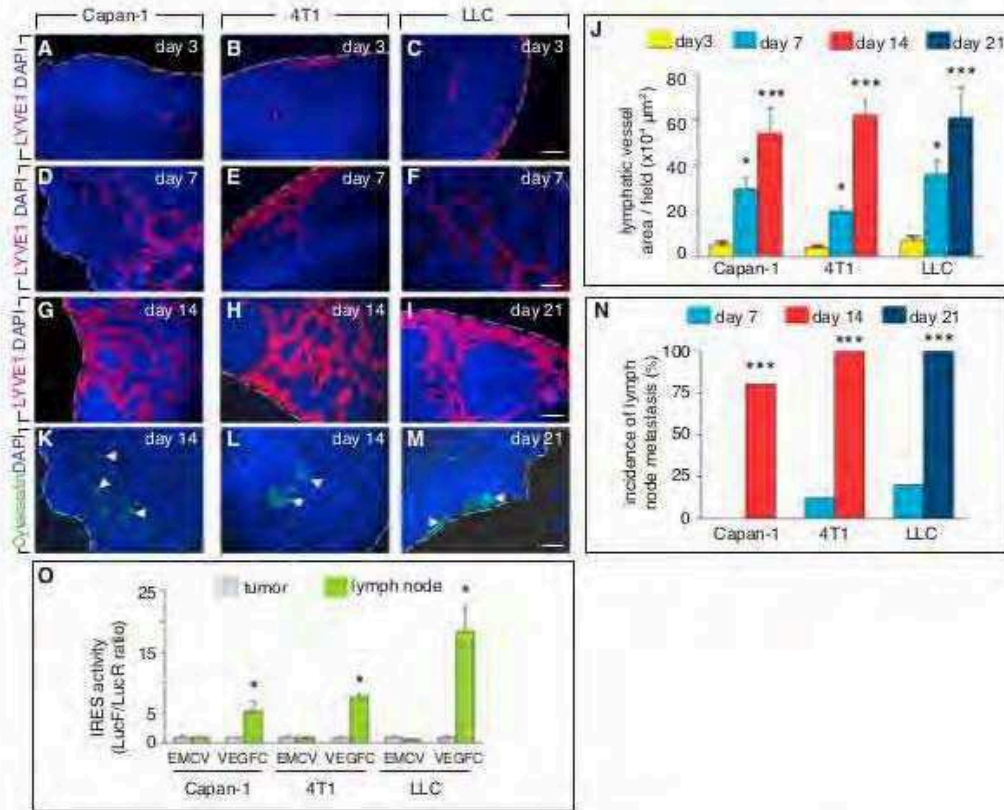 Capan-1 4T1 LLC
A day 3 B day 3 C day 3
LYVE1 DAPI
D day 7 E day 7 F day 7
LYVE1 DAPI
G day 14 H day 14 I day 21
LYVE1 DAPI
K day 14 L day 14 M day 21
Cytokeratin DAPI
J
day3 day 7 day 14 day 21
lymphatic vessel
area / field (x10⁴ µm²)
80
60
40
20
0
* *** * *** * ***
Capan-1 4T1 LLC
N
day 7 day 14 day 21
incidence of lymph
node metastasis (%)
100
75
50
25
0
*** *** ***
Capan-1 4T1 LLC
O
tumor lymph node
IRES activity
(LucF/LucR ratio)
25
15
5
0
* * *
EMCV VEGFC EMCV VEGFC EMCV VEGFC
Capan-1 4T1 LLC